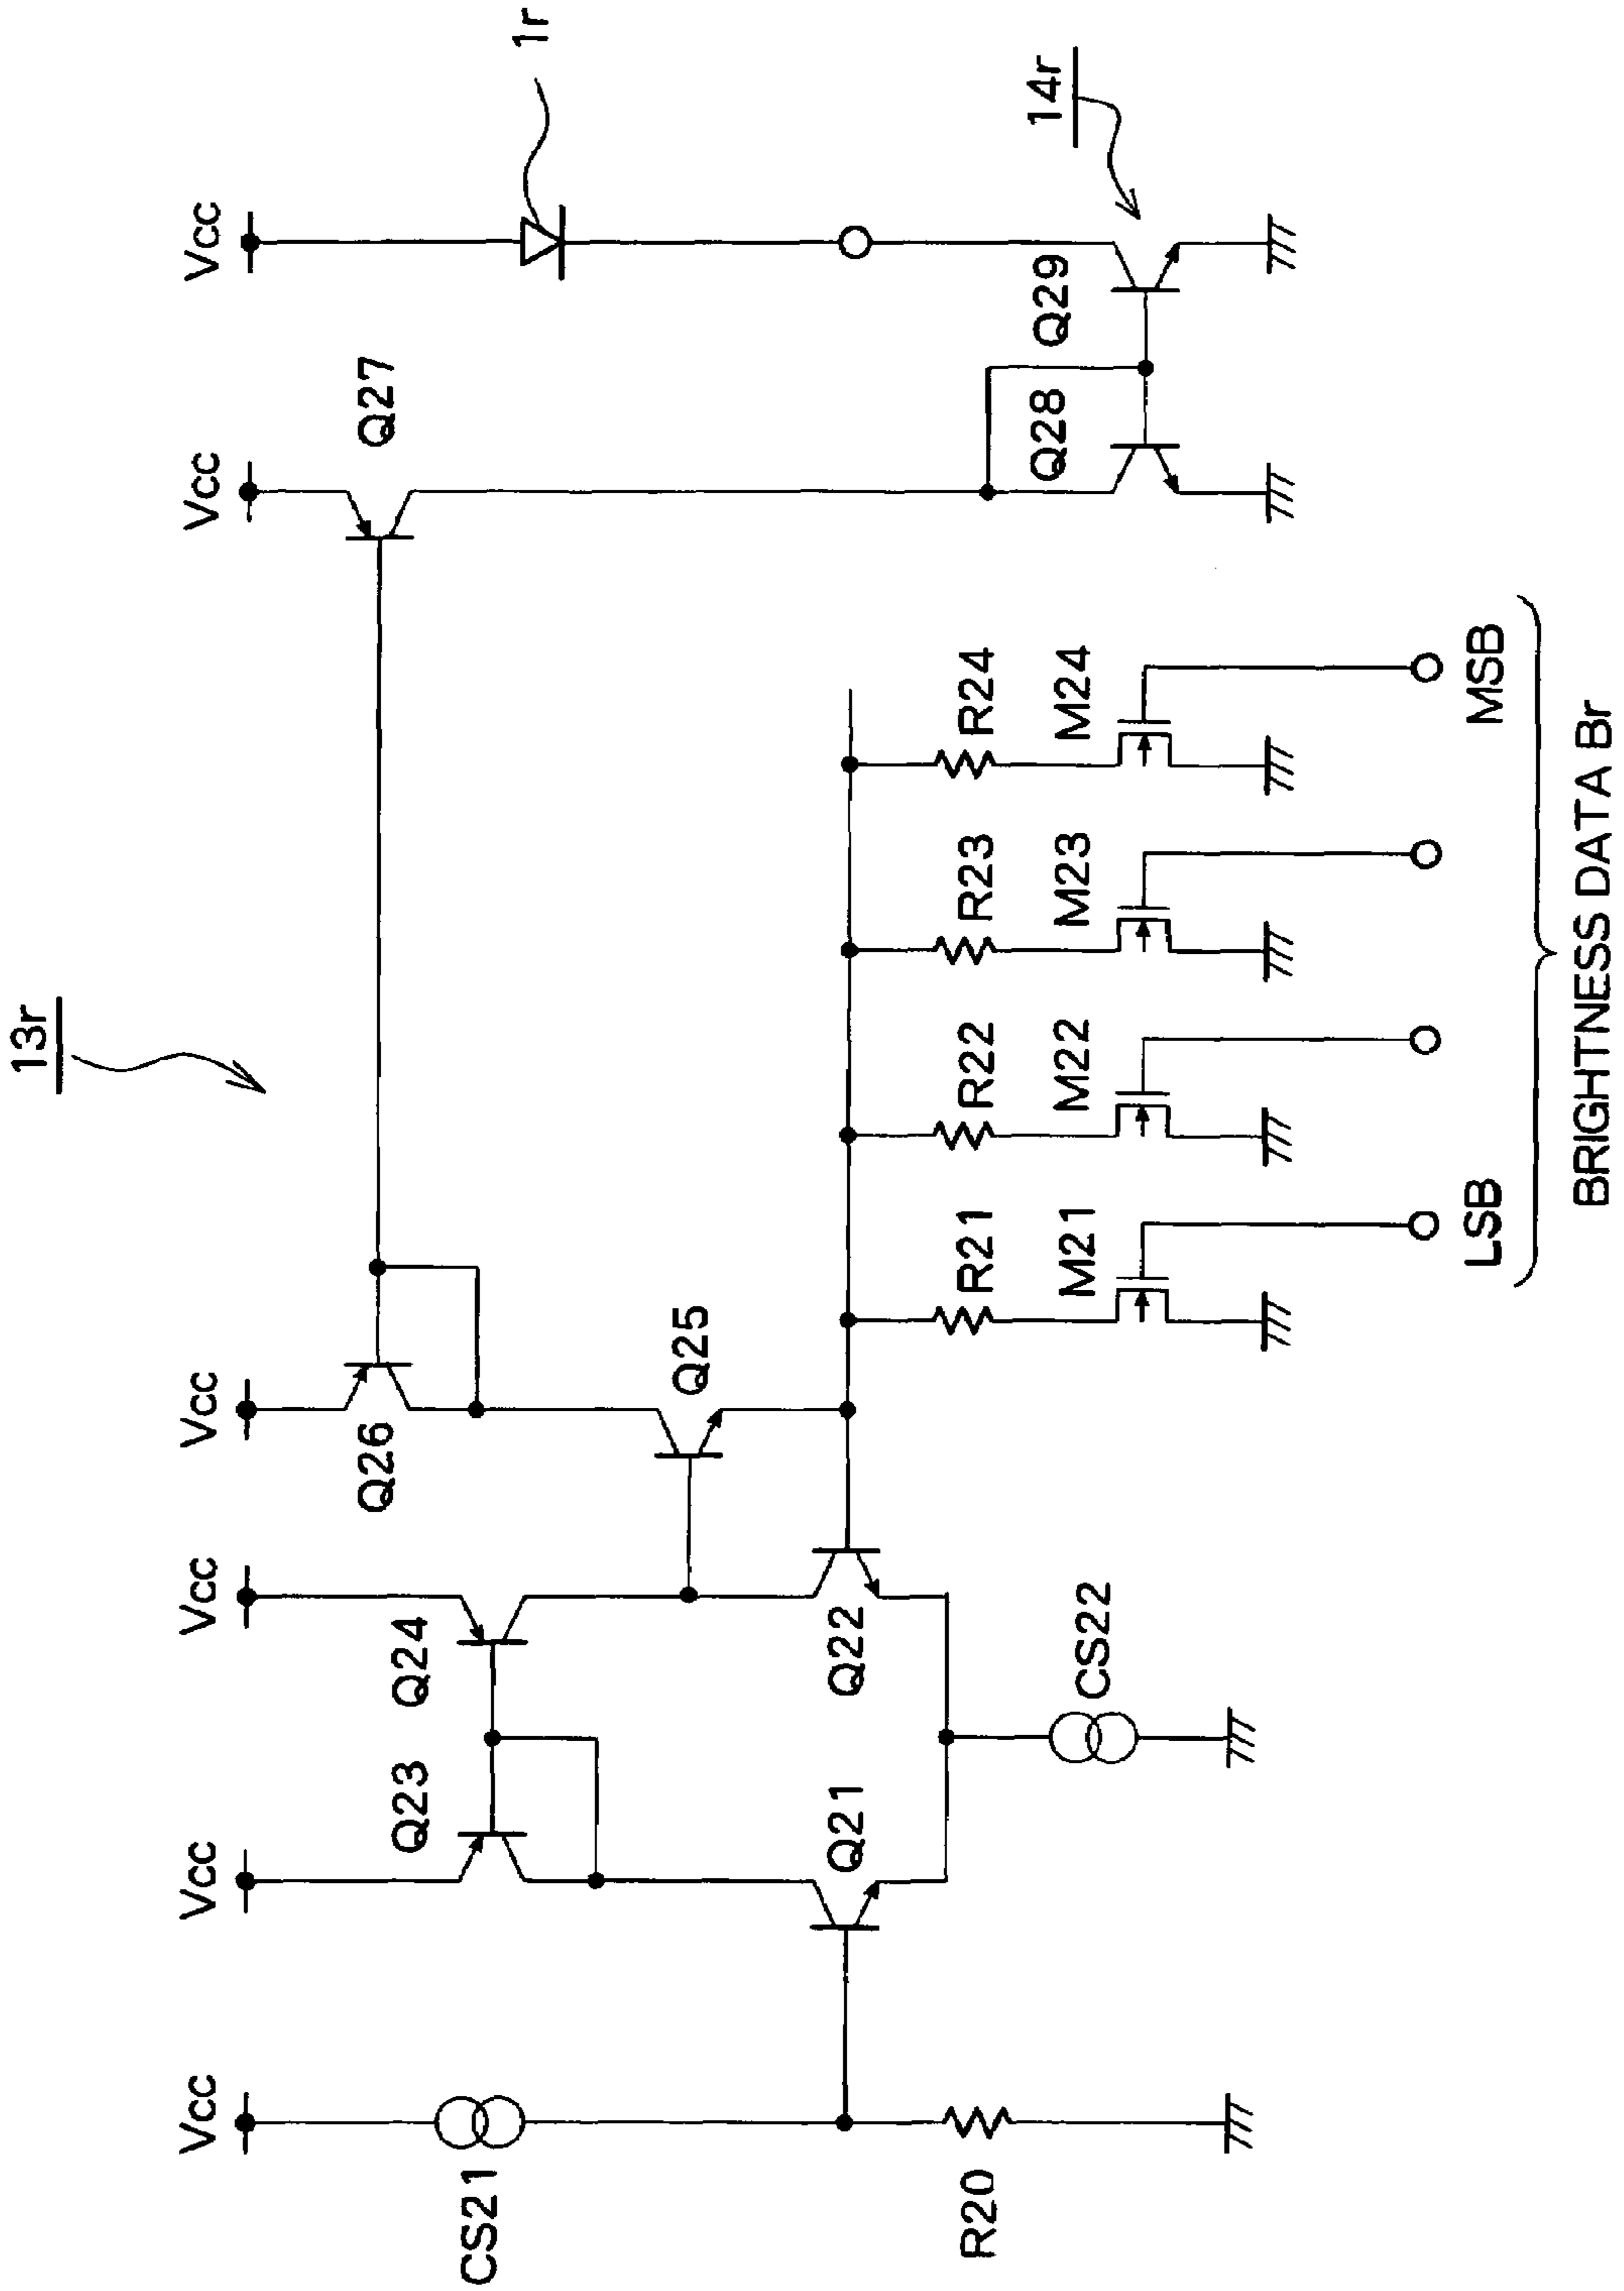 13r
Vcc
Vcc
Vcc
Vcc
Vcc
Vcc
CS21
Q23
Q24
Q26
Q27
1r
Q25
Q21
Q22
R20
CS22
R21
R22
R23
R24
M21
M22
M23
M24
Q28
Q29
14r
LSB
MSB
BRIGHTNESS DATA Br